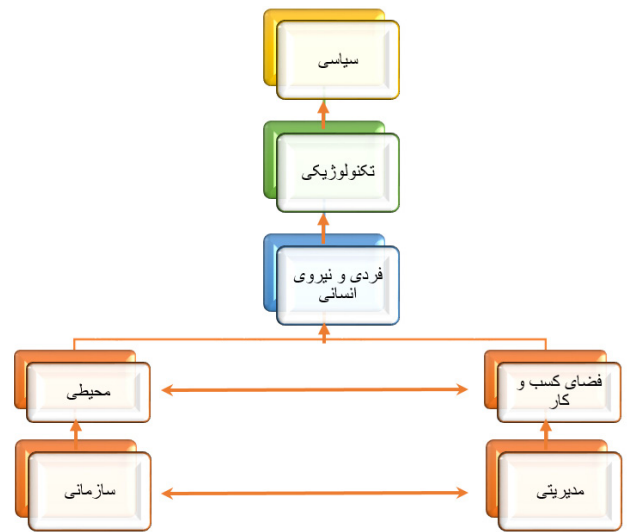 سیاسی
تکنولوژیکی
فردی و نیروی
انسانی
فضای کسب و
کار
محیطی
مدیریتی
سازمانی